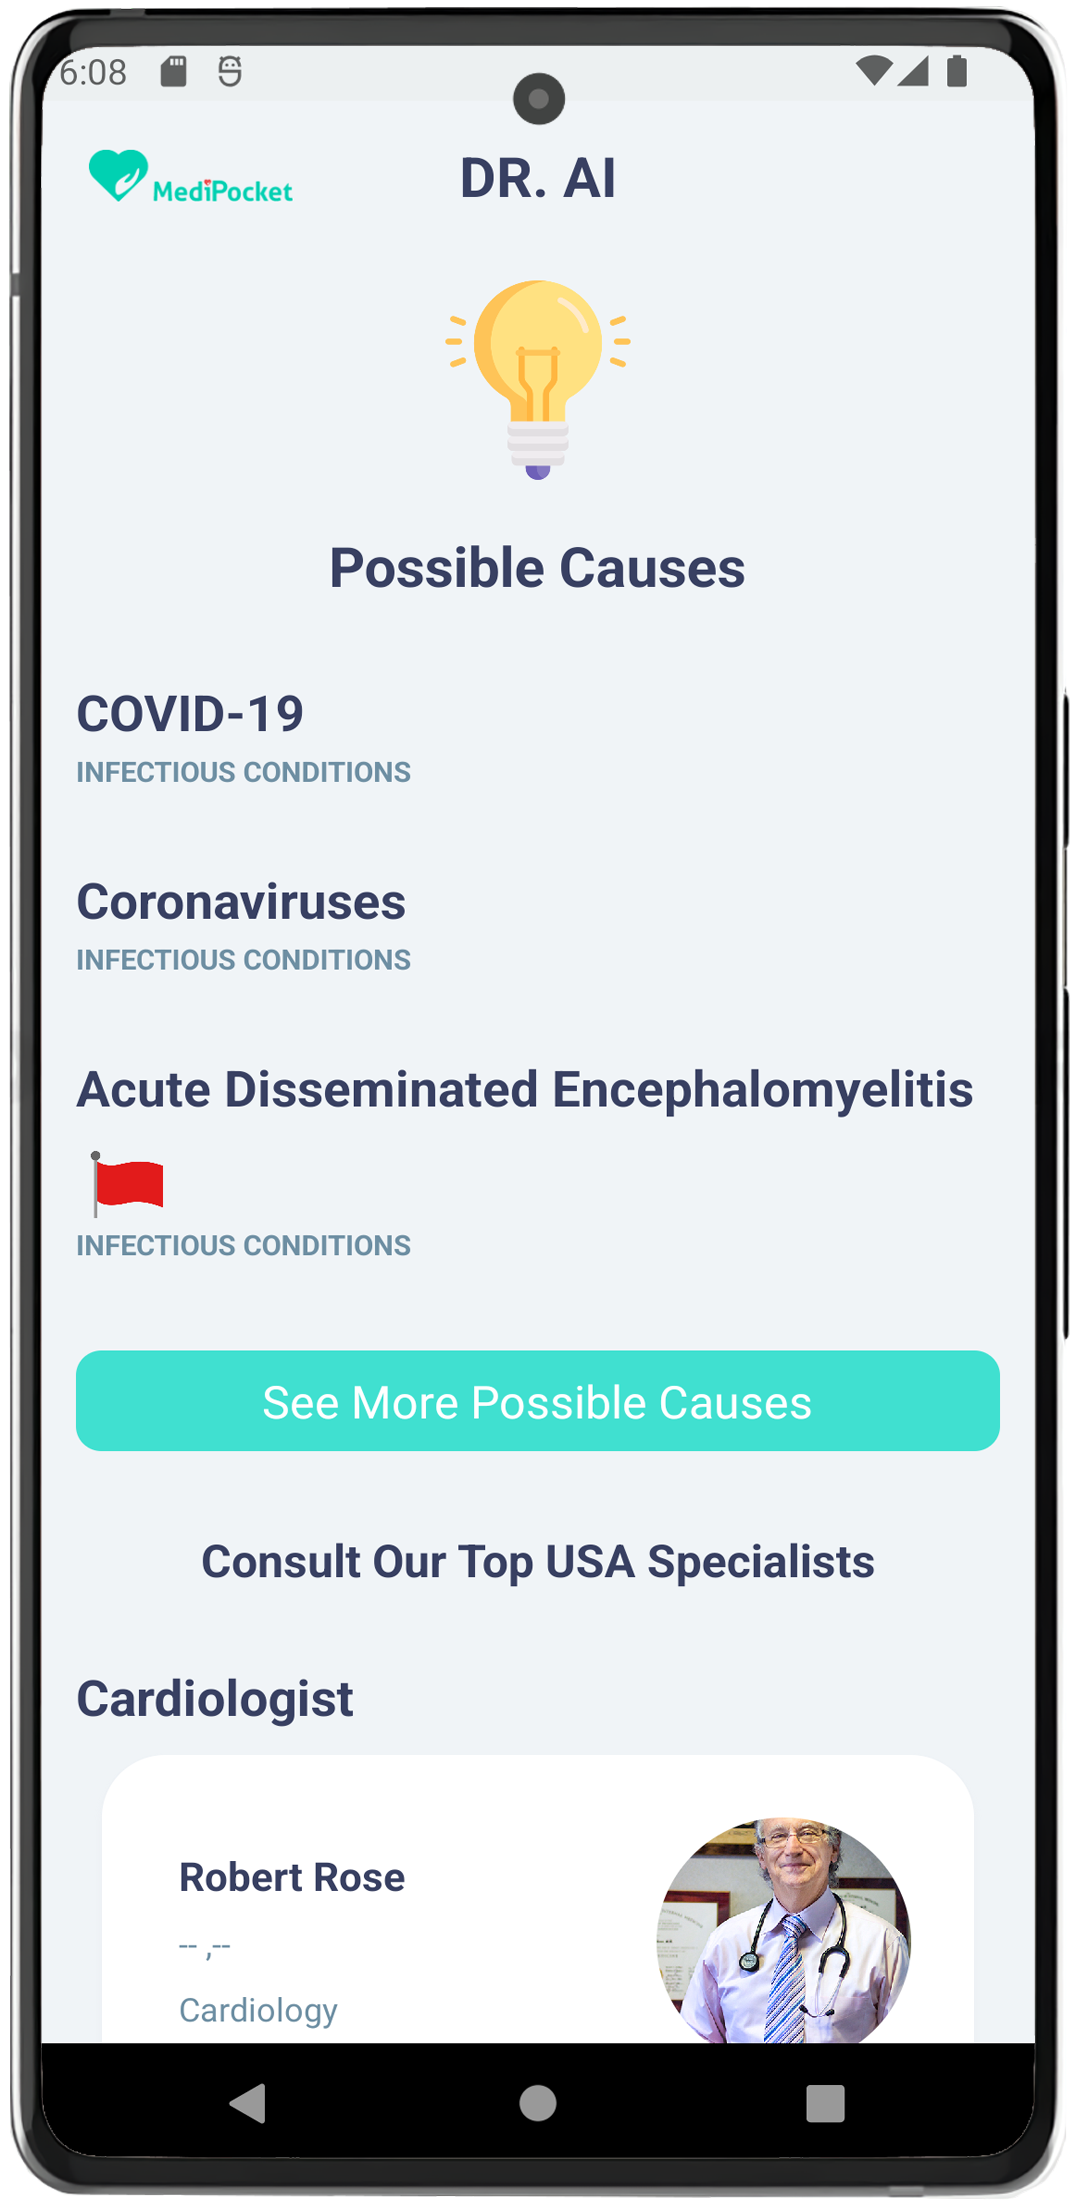 6:08
MediPocket
DR. AI
Possible Causes
COVID-19
INFECTIOUS CONDITIONS
Coronaviruses
INFECTIOUS CONDITIONS
Acute Disseminated Encephalomyelitis
INFECTIOUS CONDITIONS
See More Possible Causes
Consult Our Top USA Specialists
Cardiologist
Robert Rose
-- ,--
Cardiology